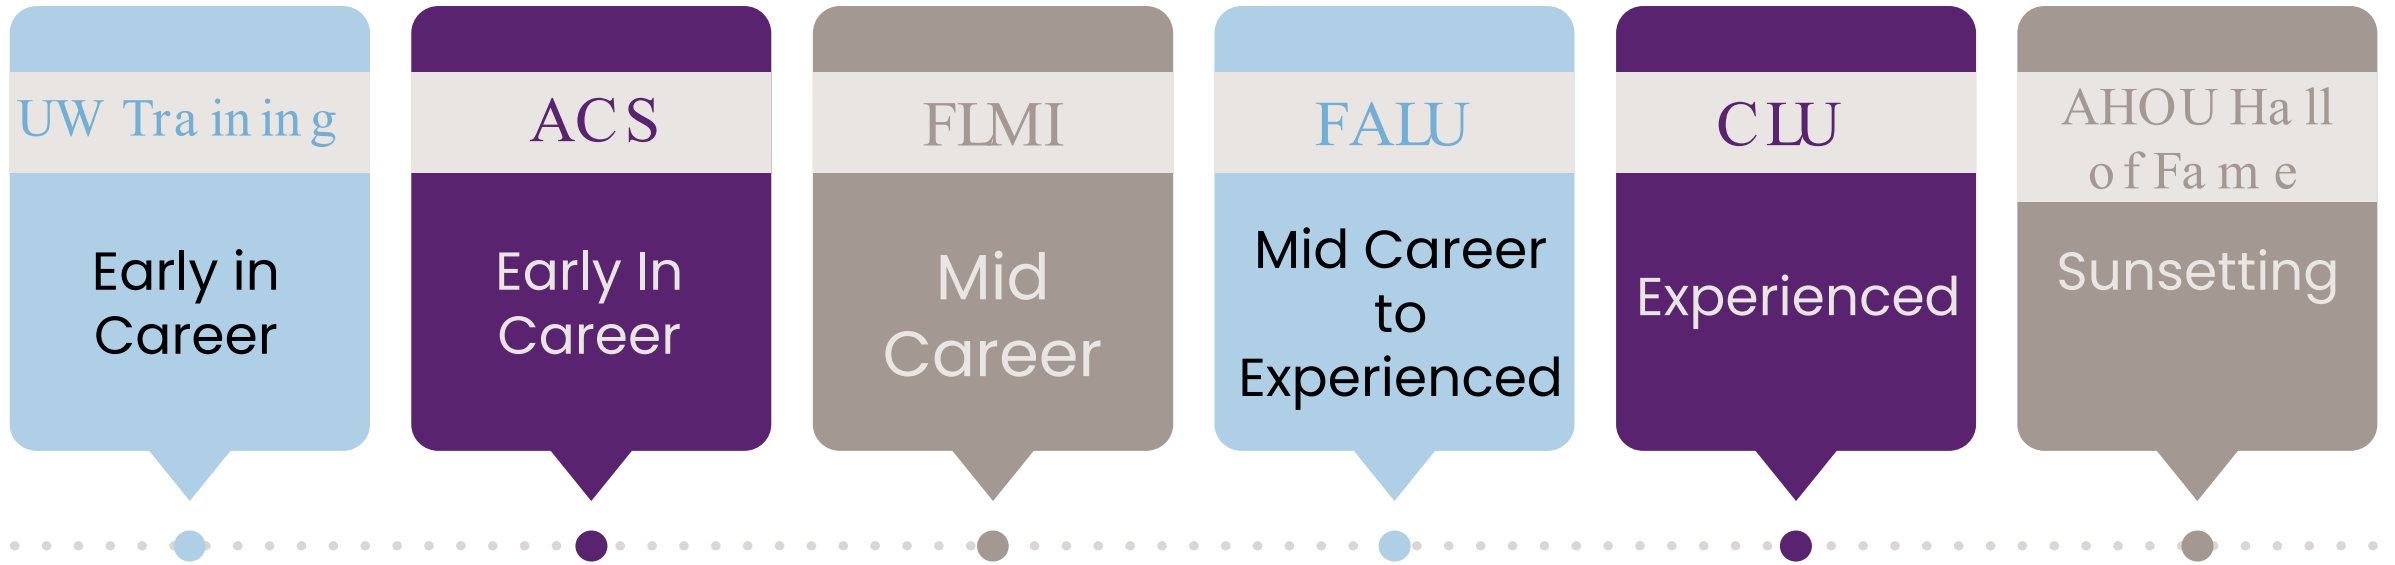 UW Training
Early in
Career
ACS
Early In
Career
FLMI
Mid
Career
FALU
Mid Career
to
Experienced
CLU
Experienced
AHOU Hall
of Fame
Sunsetting